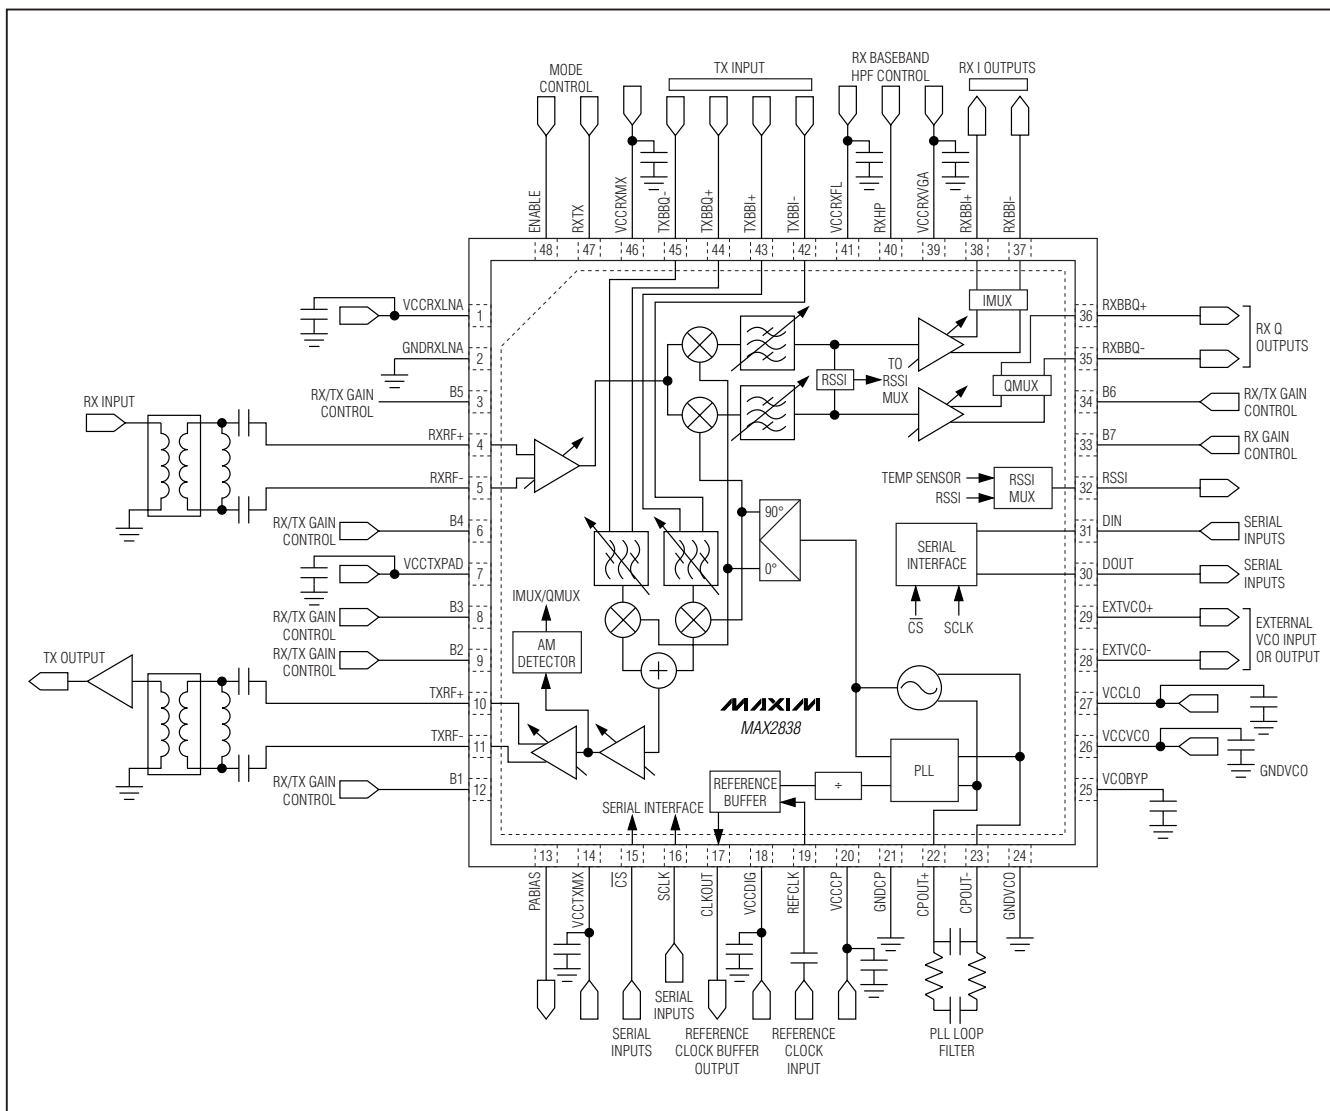 MODE
CONTROL
TX INPUT
RX BASEBAND
HPF CONTROL
RX I OUTPUTS
ENABLE
RXTX
VCCRXMX
TXBBQ-
TXBBQ+
TXBBI+
TXBBI-
VCCRXFL
RXHP
VCCRXVGA
RXBBI+
RXBBI-
48
47
46
45
44
43
42
41
40
39
38
37
VCCRXLNA
1
GNDRXLNA
2
RX/TX GAIN
CONTROL
B5
3
RX INPUT
RXRF+
4
RXRF-
5
RX/TX GAIN
CONTROL
B4
6
VCCTXPAD
7
RX/TX GAIN
CONTROL
B3
8
RX/TX GAIN
CONTROL
B2
9
TX OUTPUT
TXRF+
10
TXRF-
11
RX/TX GAIN
CONTROL
B1
12
IMUX
QMUX
RSSI
TO
RSSI
MUX
TEMP SENSOR
RSSI
RSSI
MUX
90°
0°
SERIAL
INTERFACE
CS
SCLK
IMUX/QMUX
AM
DETECTOR
MAXIM
MAX2838
PLL
REFERENCE
BUFFER
÷
SERIAL INTERFACE
36
RXBBQ+
35
RXBBQ-
RX Q
OUTPUTS
34
B6
RX/TX GAIN
CONTROL
33
B7
RX GAIN
CONTROL
32
RSSI
31
DIN
SERIAL
INPUTS
30
DOUT
SERIAL
INPUTS
29
EXTVCO+
28
EXTVCO-
EXTERNAL
VCO INPUT
OR OUTPUT
27
VCCLO
26
VCCVCO
GNDVCO
25
VCOBYP
13
14
15
16
17
18
19
20
21
22
23
24
PABIAS
VCCTXMX
CS
SCLK
CLKOUT
VCCDIG
REFCLK
VCCCP
GNDCP
CPOUT+
CPOUT-
GNDVCO
SERIAL
INPUTS
SERIAL
INPUTS
REFERENCE
CLOCK BUFFER
OUTPUT
REFERENCE
CLOCK
INPUT
PLL LOOP
FILTER